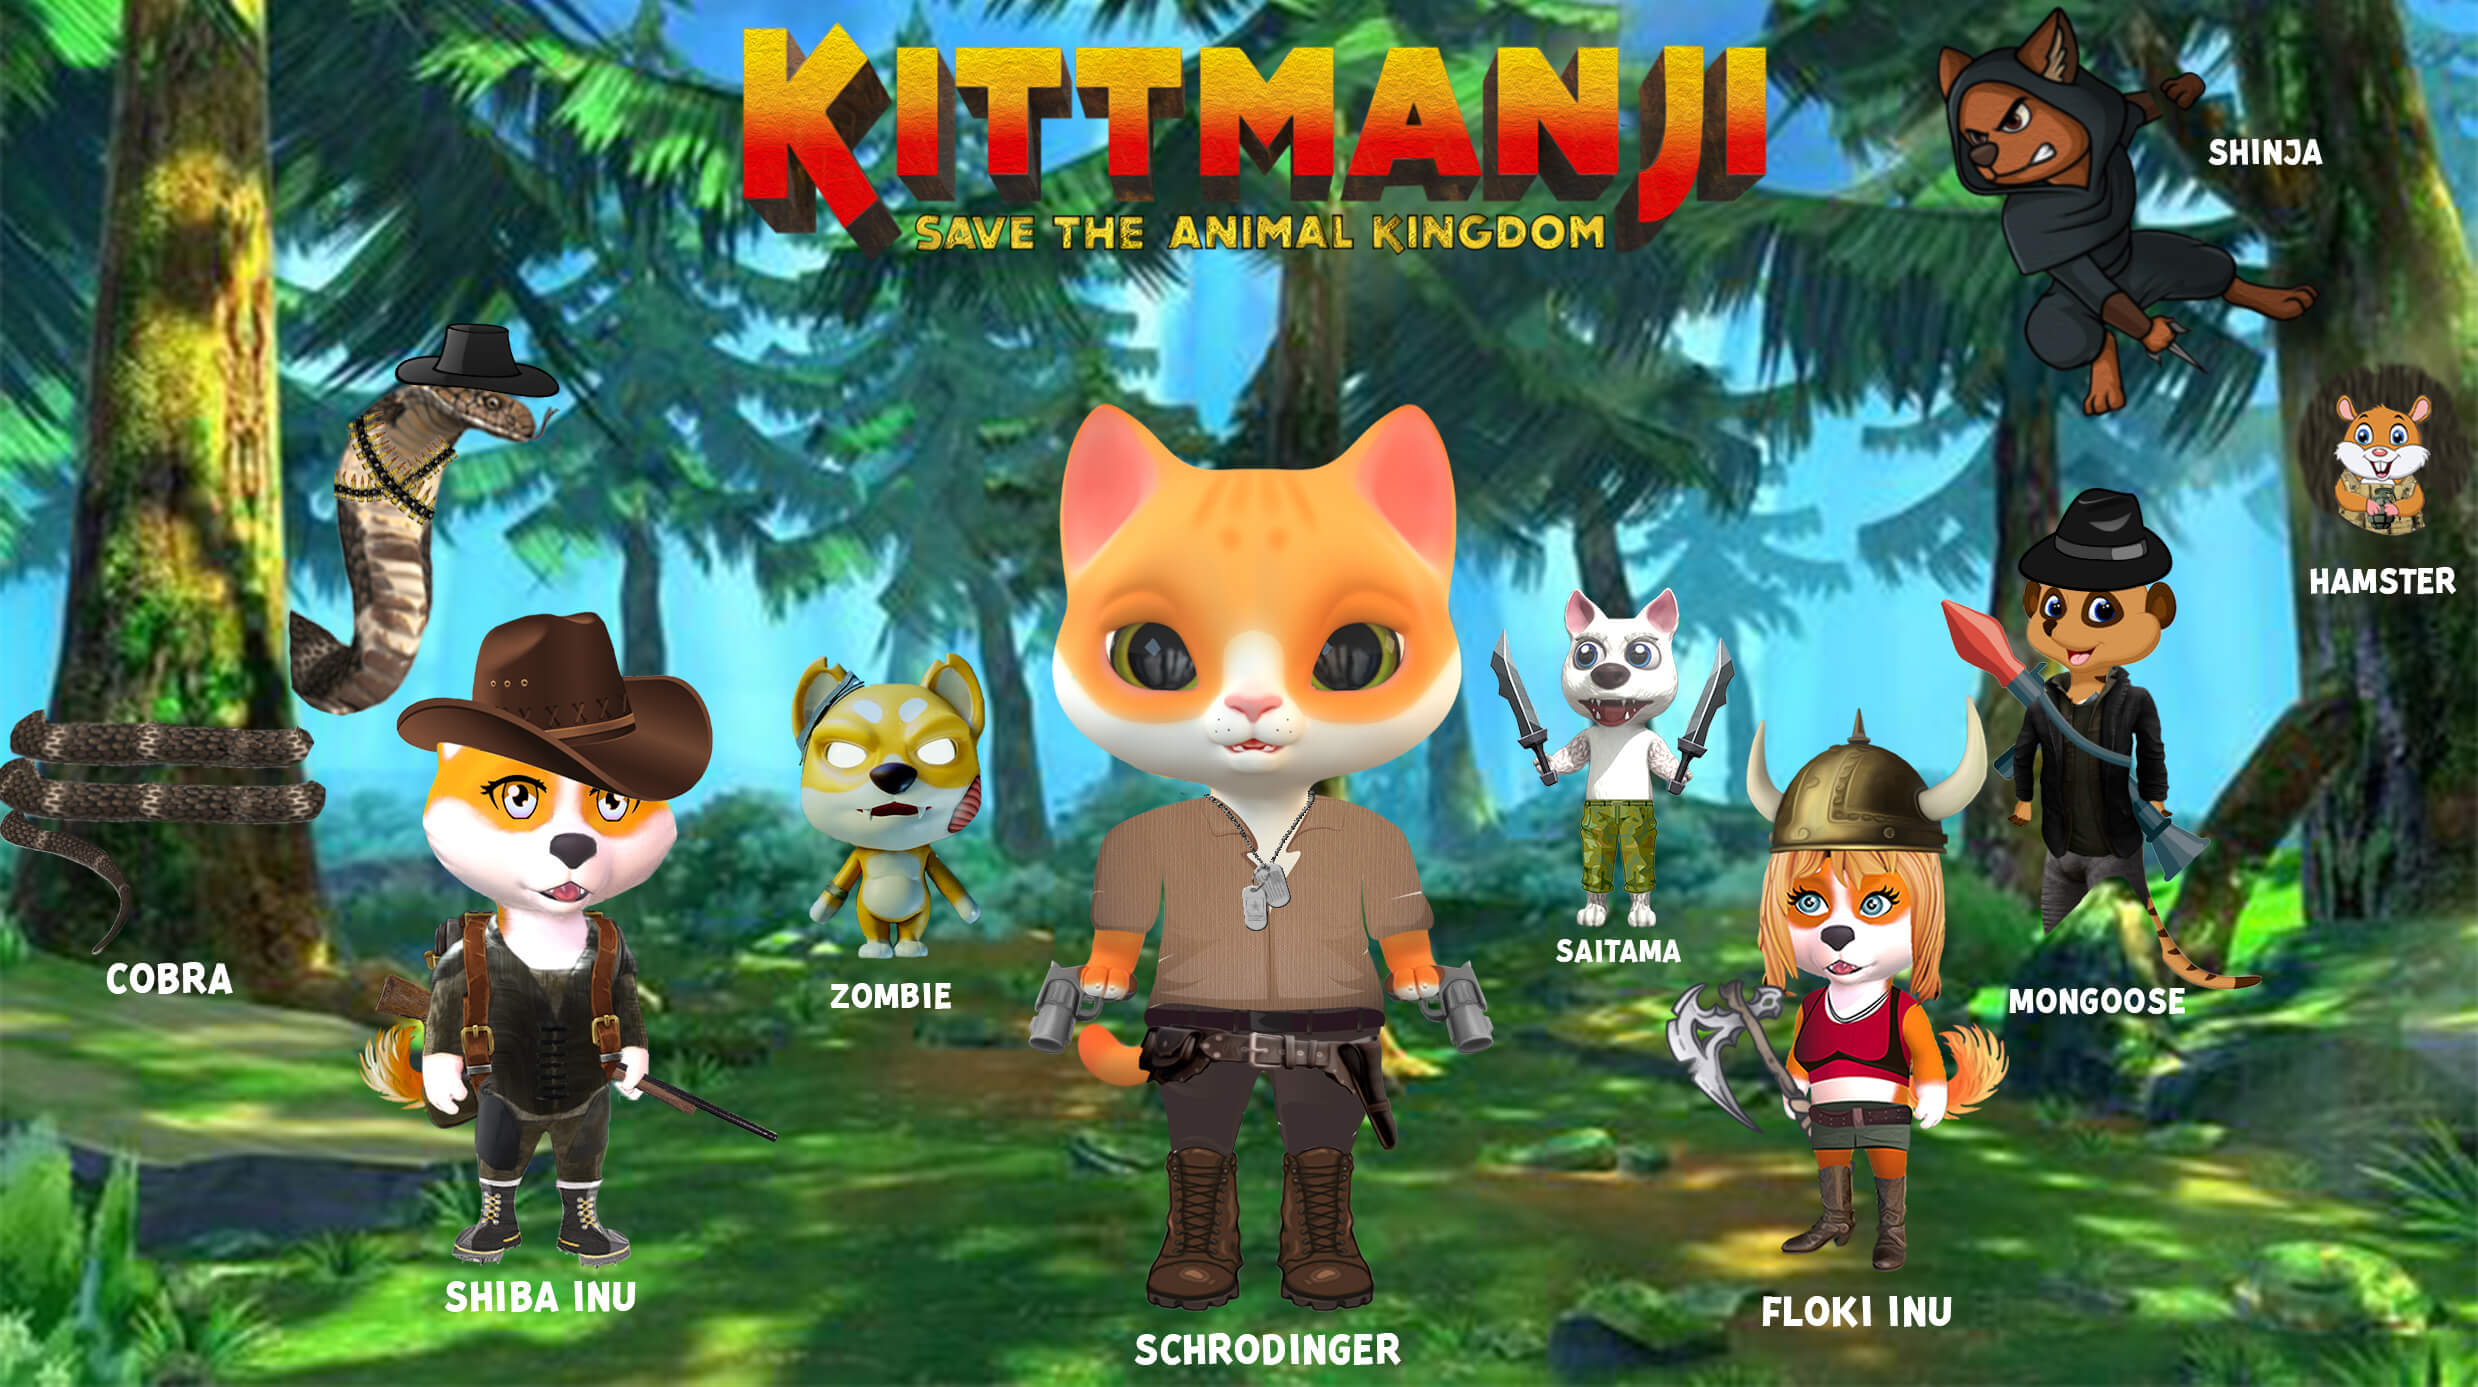 KITTMANJI
SAVE THE ANIMAL KINGDOM
SHINJA
HAMSTER
COBRA
ZOMBIE
SAITAMA
MONGOOSE
SHIBA INU
FLOKI INU
SCHRODINGER